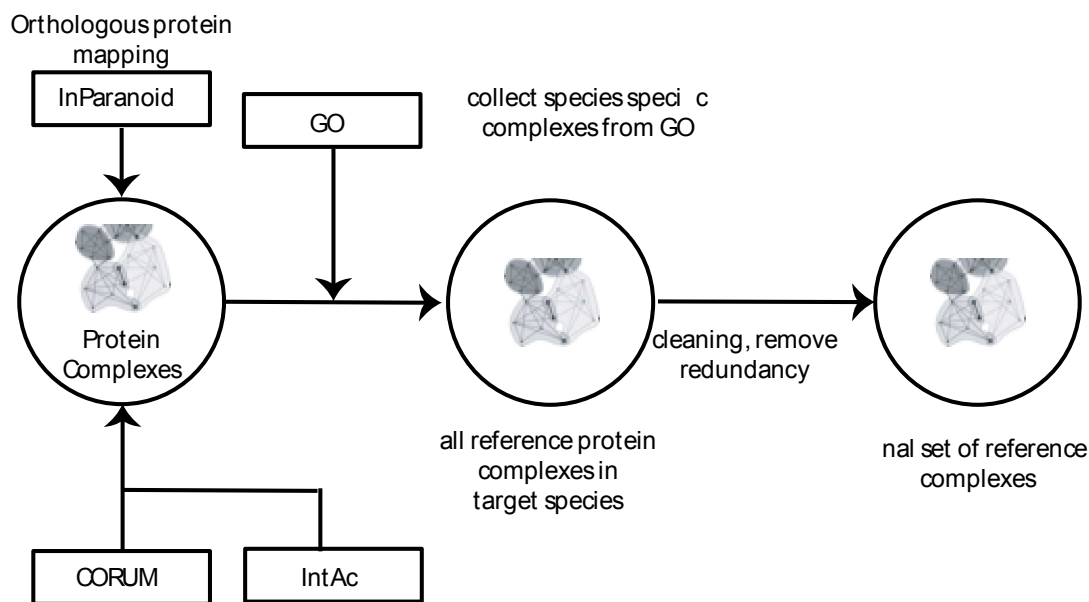 Orthologous protein
mapping
InParanoid
GO
collect species speci c
complexes from GO
Protein
Complexes
cleaning, remove
redundancy
all reference protein
complexes in
target species
nal set of reference
complexes
CORUM
IntAc